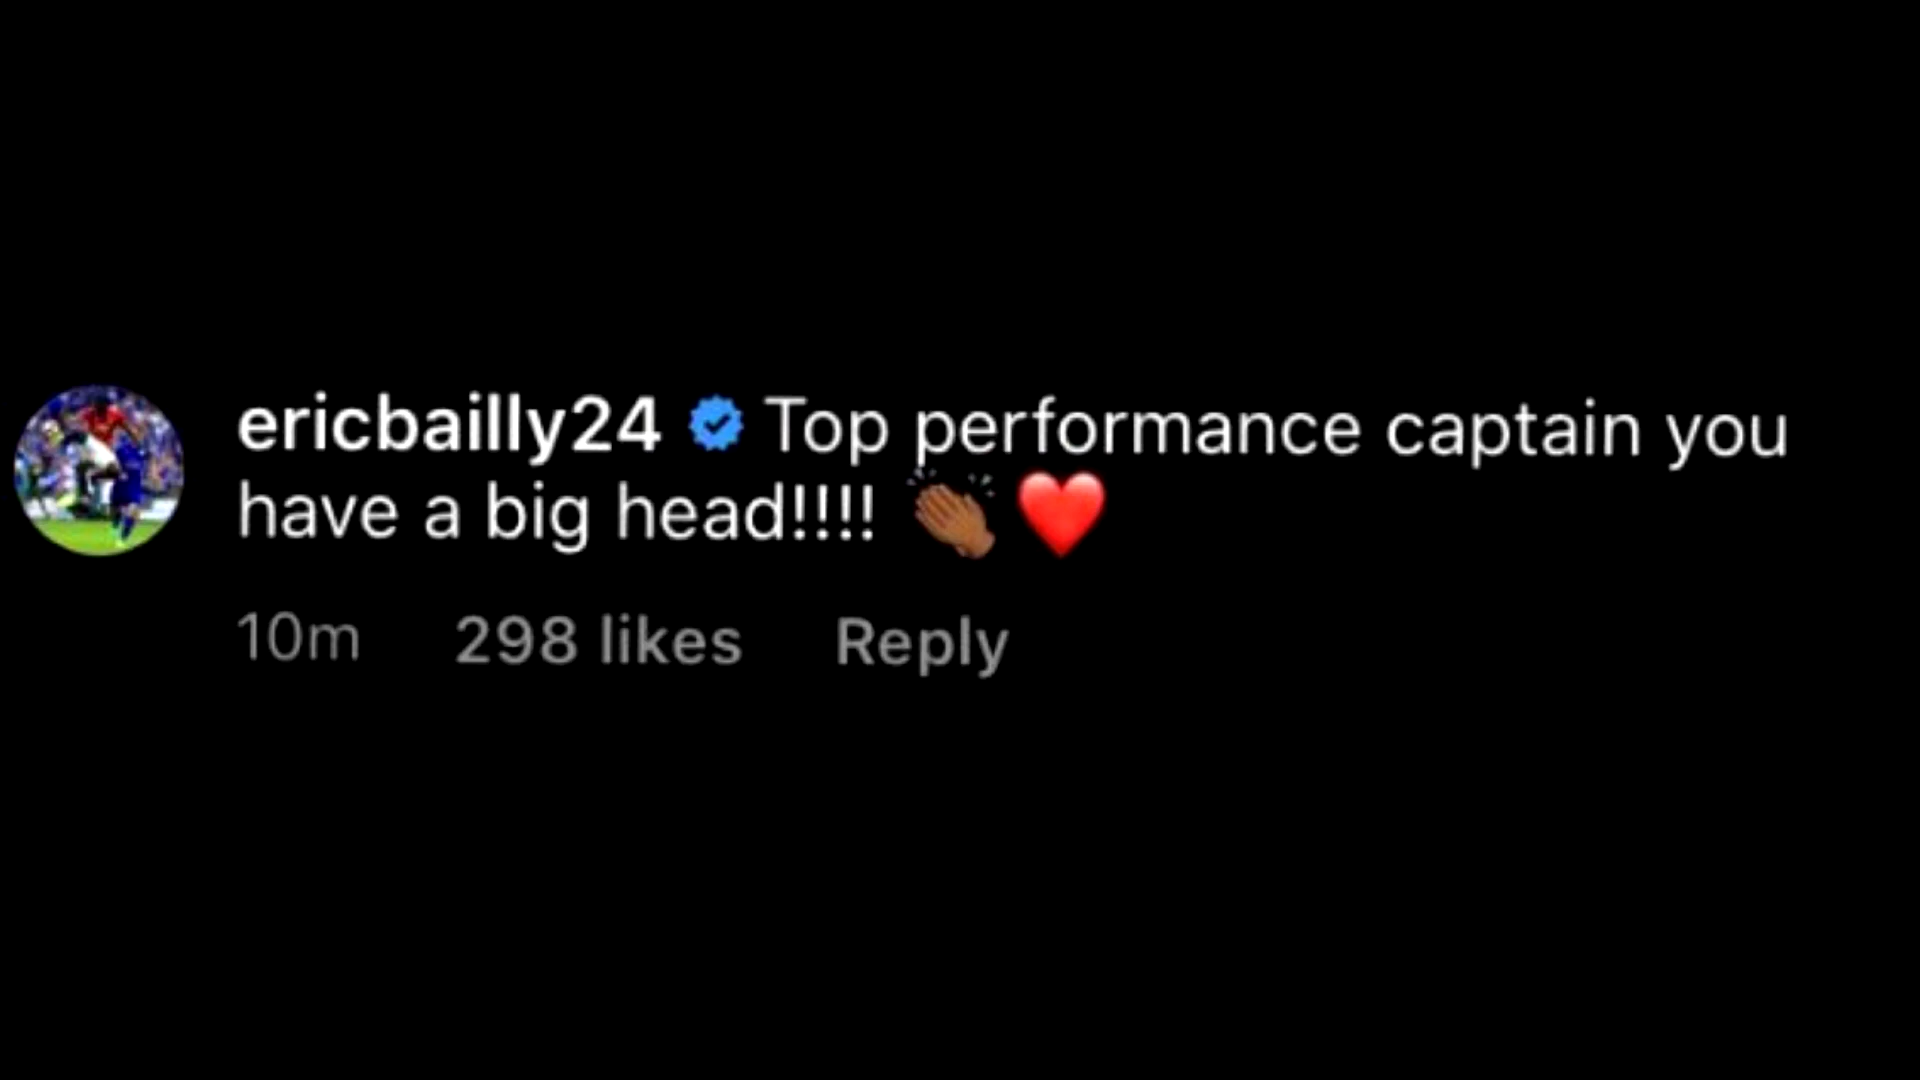 ericbailly24 Top performance captain you
have a big head!!!! 👏🏾 ❤️
10m 298 likes Reply